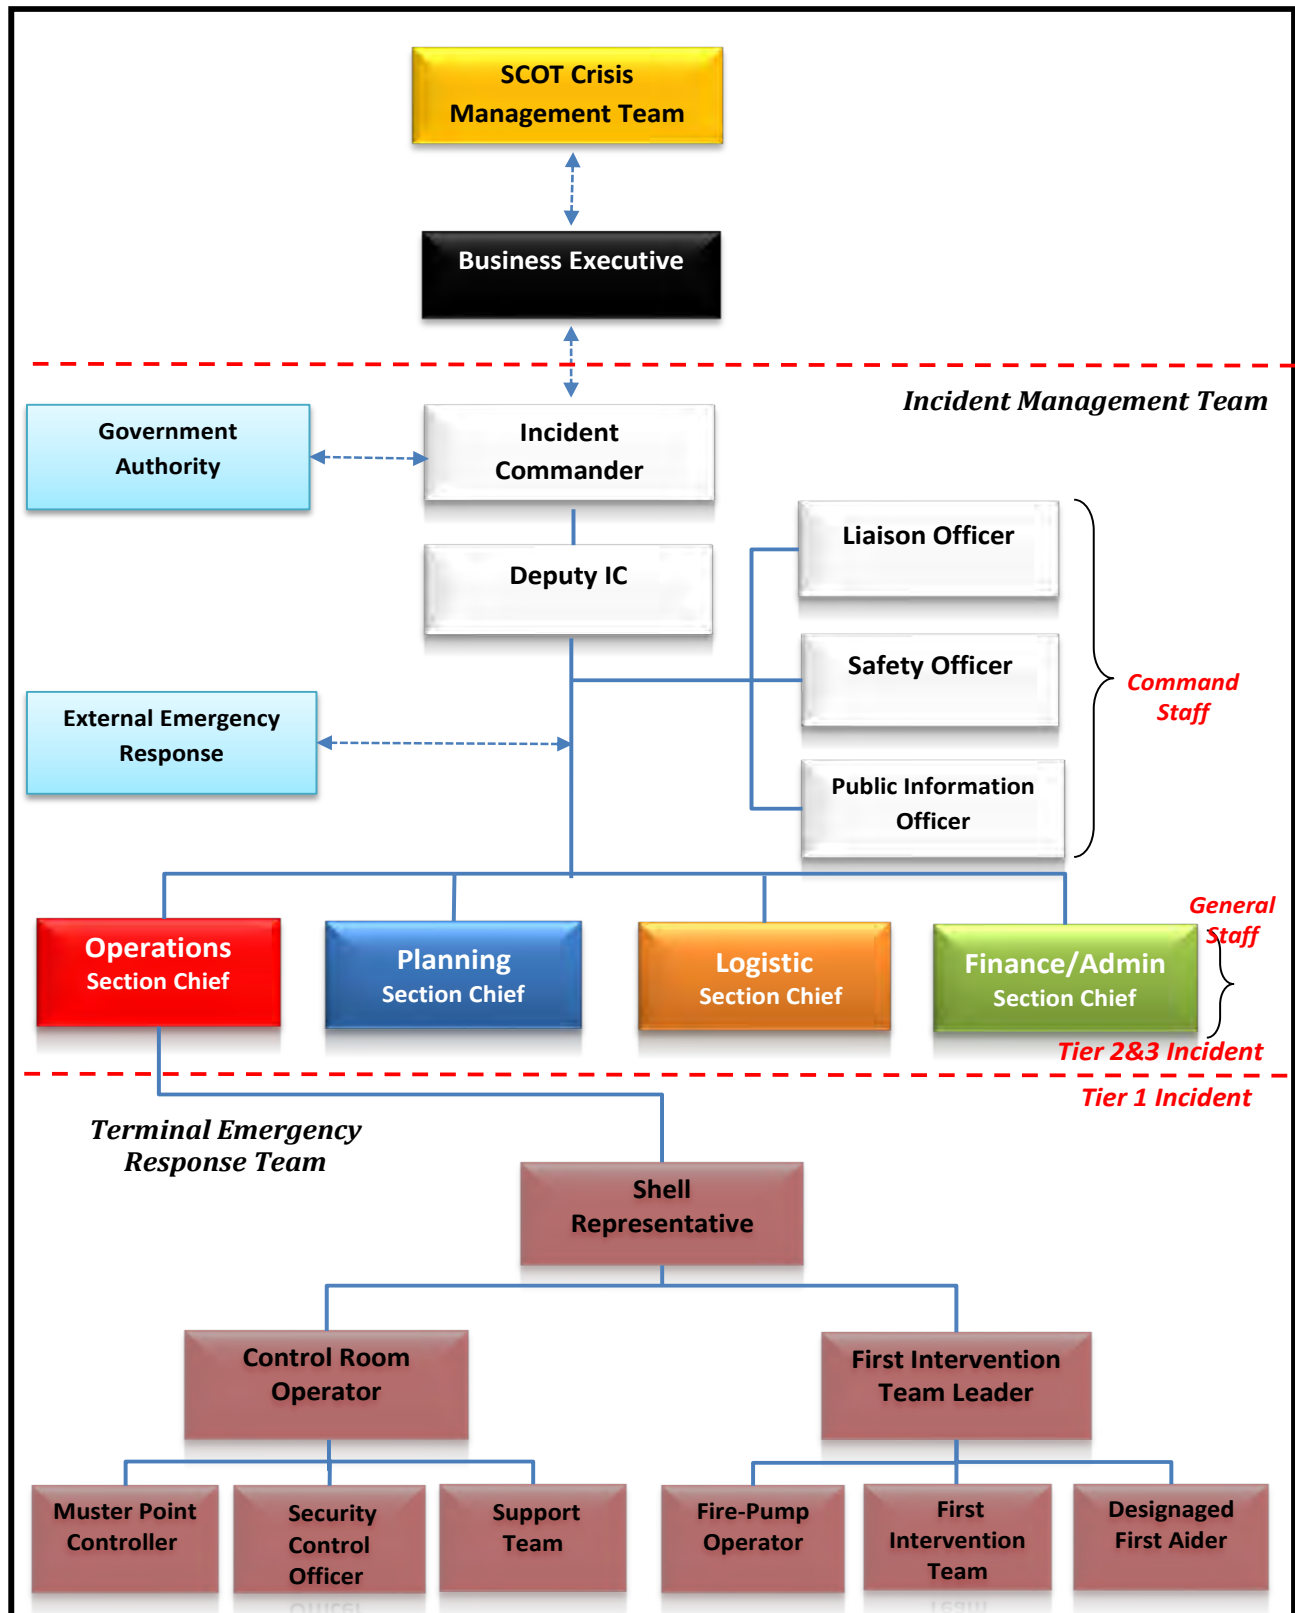 SCOT Crisis
Management Team
Business Executive
Incident Management Team
Government
Authority
Incident
Commander
Liaison Officer
Deputy IC
Safety Officer
Command
Staff
External Emergency
Response
Public Information
Officer
General
Staff
Operations
Section Chief
Planning
Section Chief
Logistic
Section Chief
Finance/Admin
Section Chief
Tier 2&3 Incident
Tier 1 Incident
Terminal Emergency
Response Team
Shell
Representative
Control Room
Operator
First Intervention
Team Leader
Muster Point
Controller
Security
Control
Officer
Support
Team
Fire-Pump
Operator
First
Intervention
Team
Designaged
First Aider